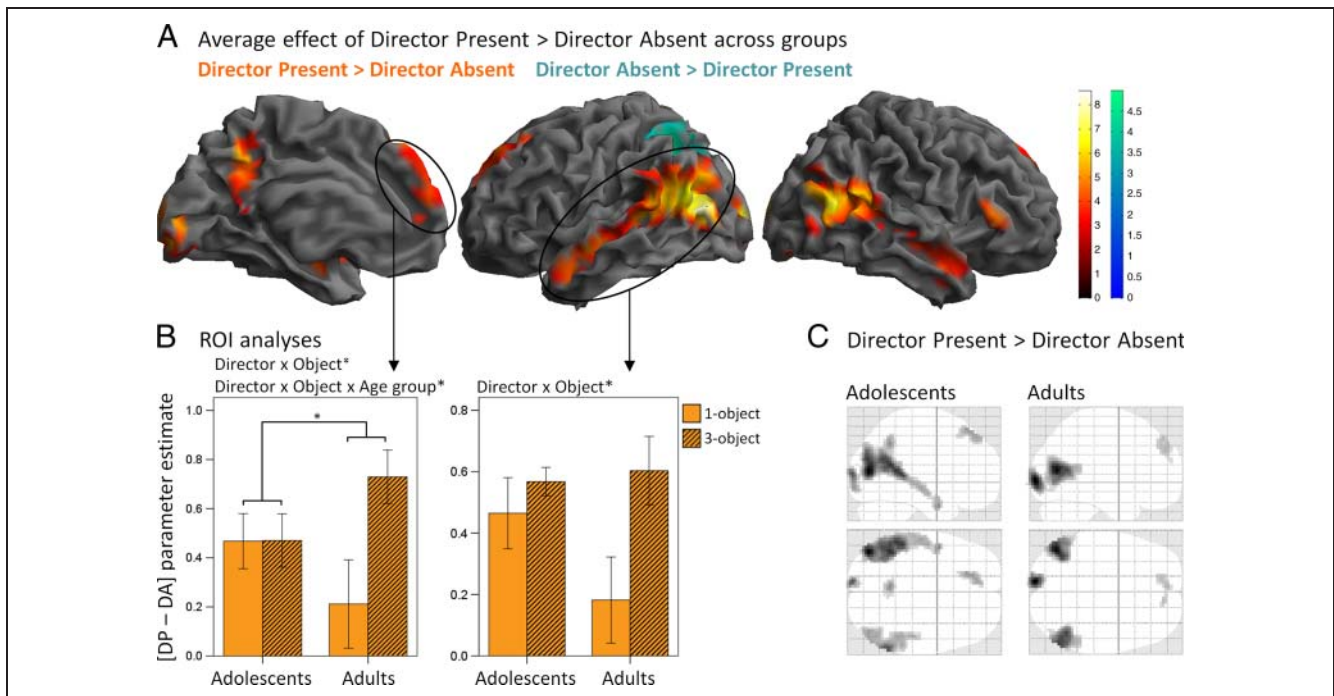 A Average effect of Director Present > Director Absent across groups
Director Present > Director Absent Director Absent > Director Present
8
7
6
5
4
3
2
1
0
4.5
4
3.5
3
2.5
2
1.5
1
0.5
0
B ROI analyses
Director x Object*
Director x Object x Age group*
[DP – DA] parameter estimate
1.0
0.8
0.6
0.4
0.2
0.0
*
Adolescents Adults
Director x Object*
0.8
0.6
0.4
0.2
0.0
Adolescents Adults
1-object
3-object
C Director Present > Director Absent
Adolescents Adults